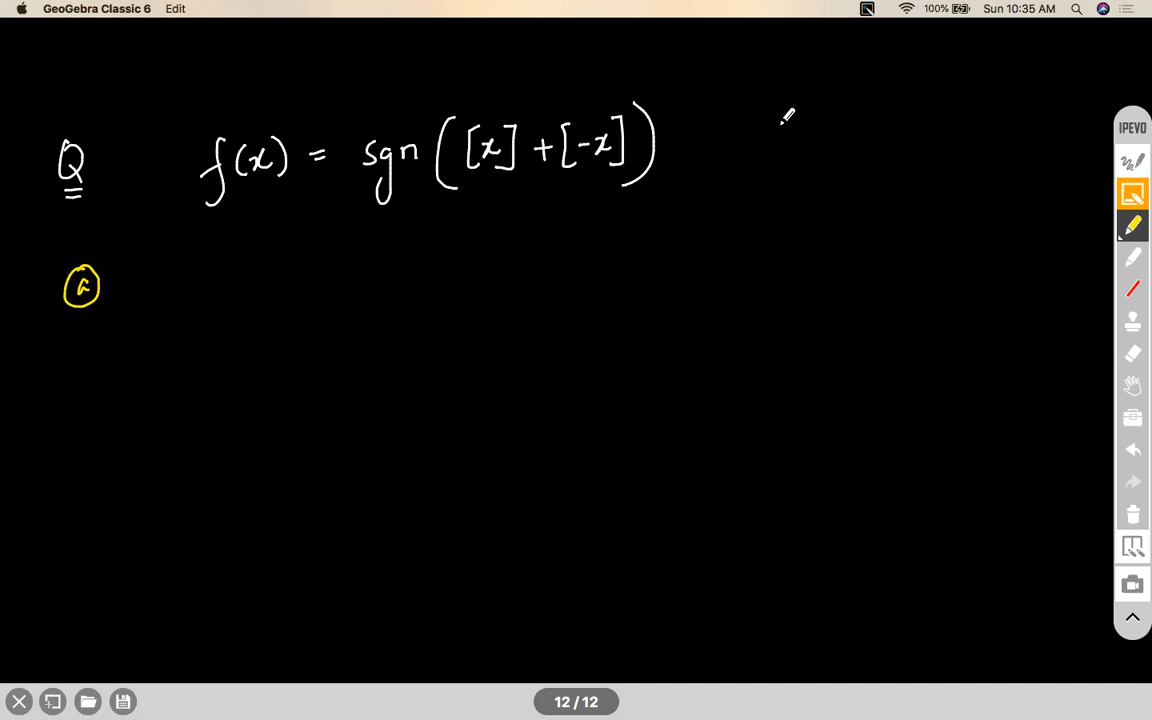 GeoGebra Classic 6 Edit 100% Sun 10:35 AM
Q f(x) = sgn([x] + [-x])
a
IPEVO
12 / 12